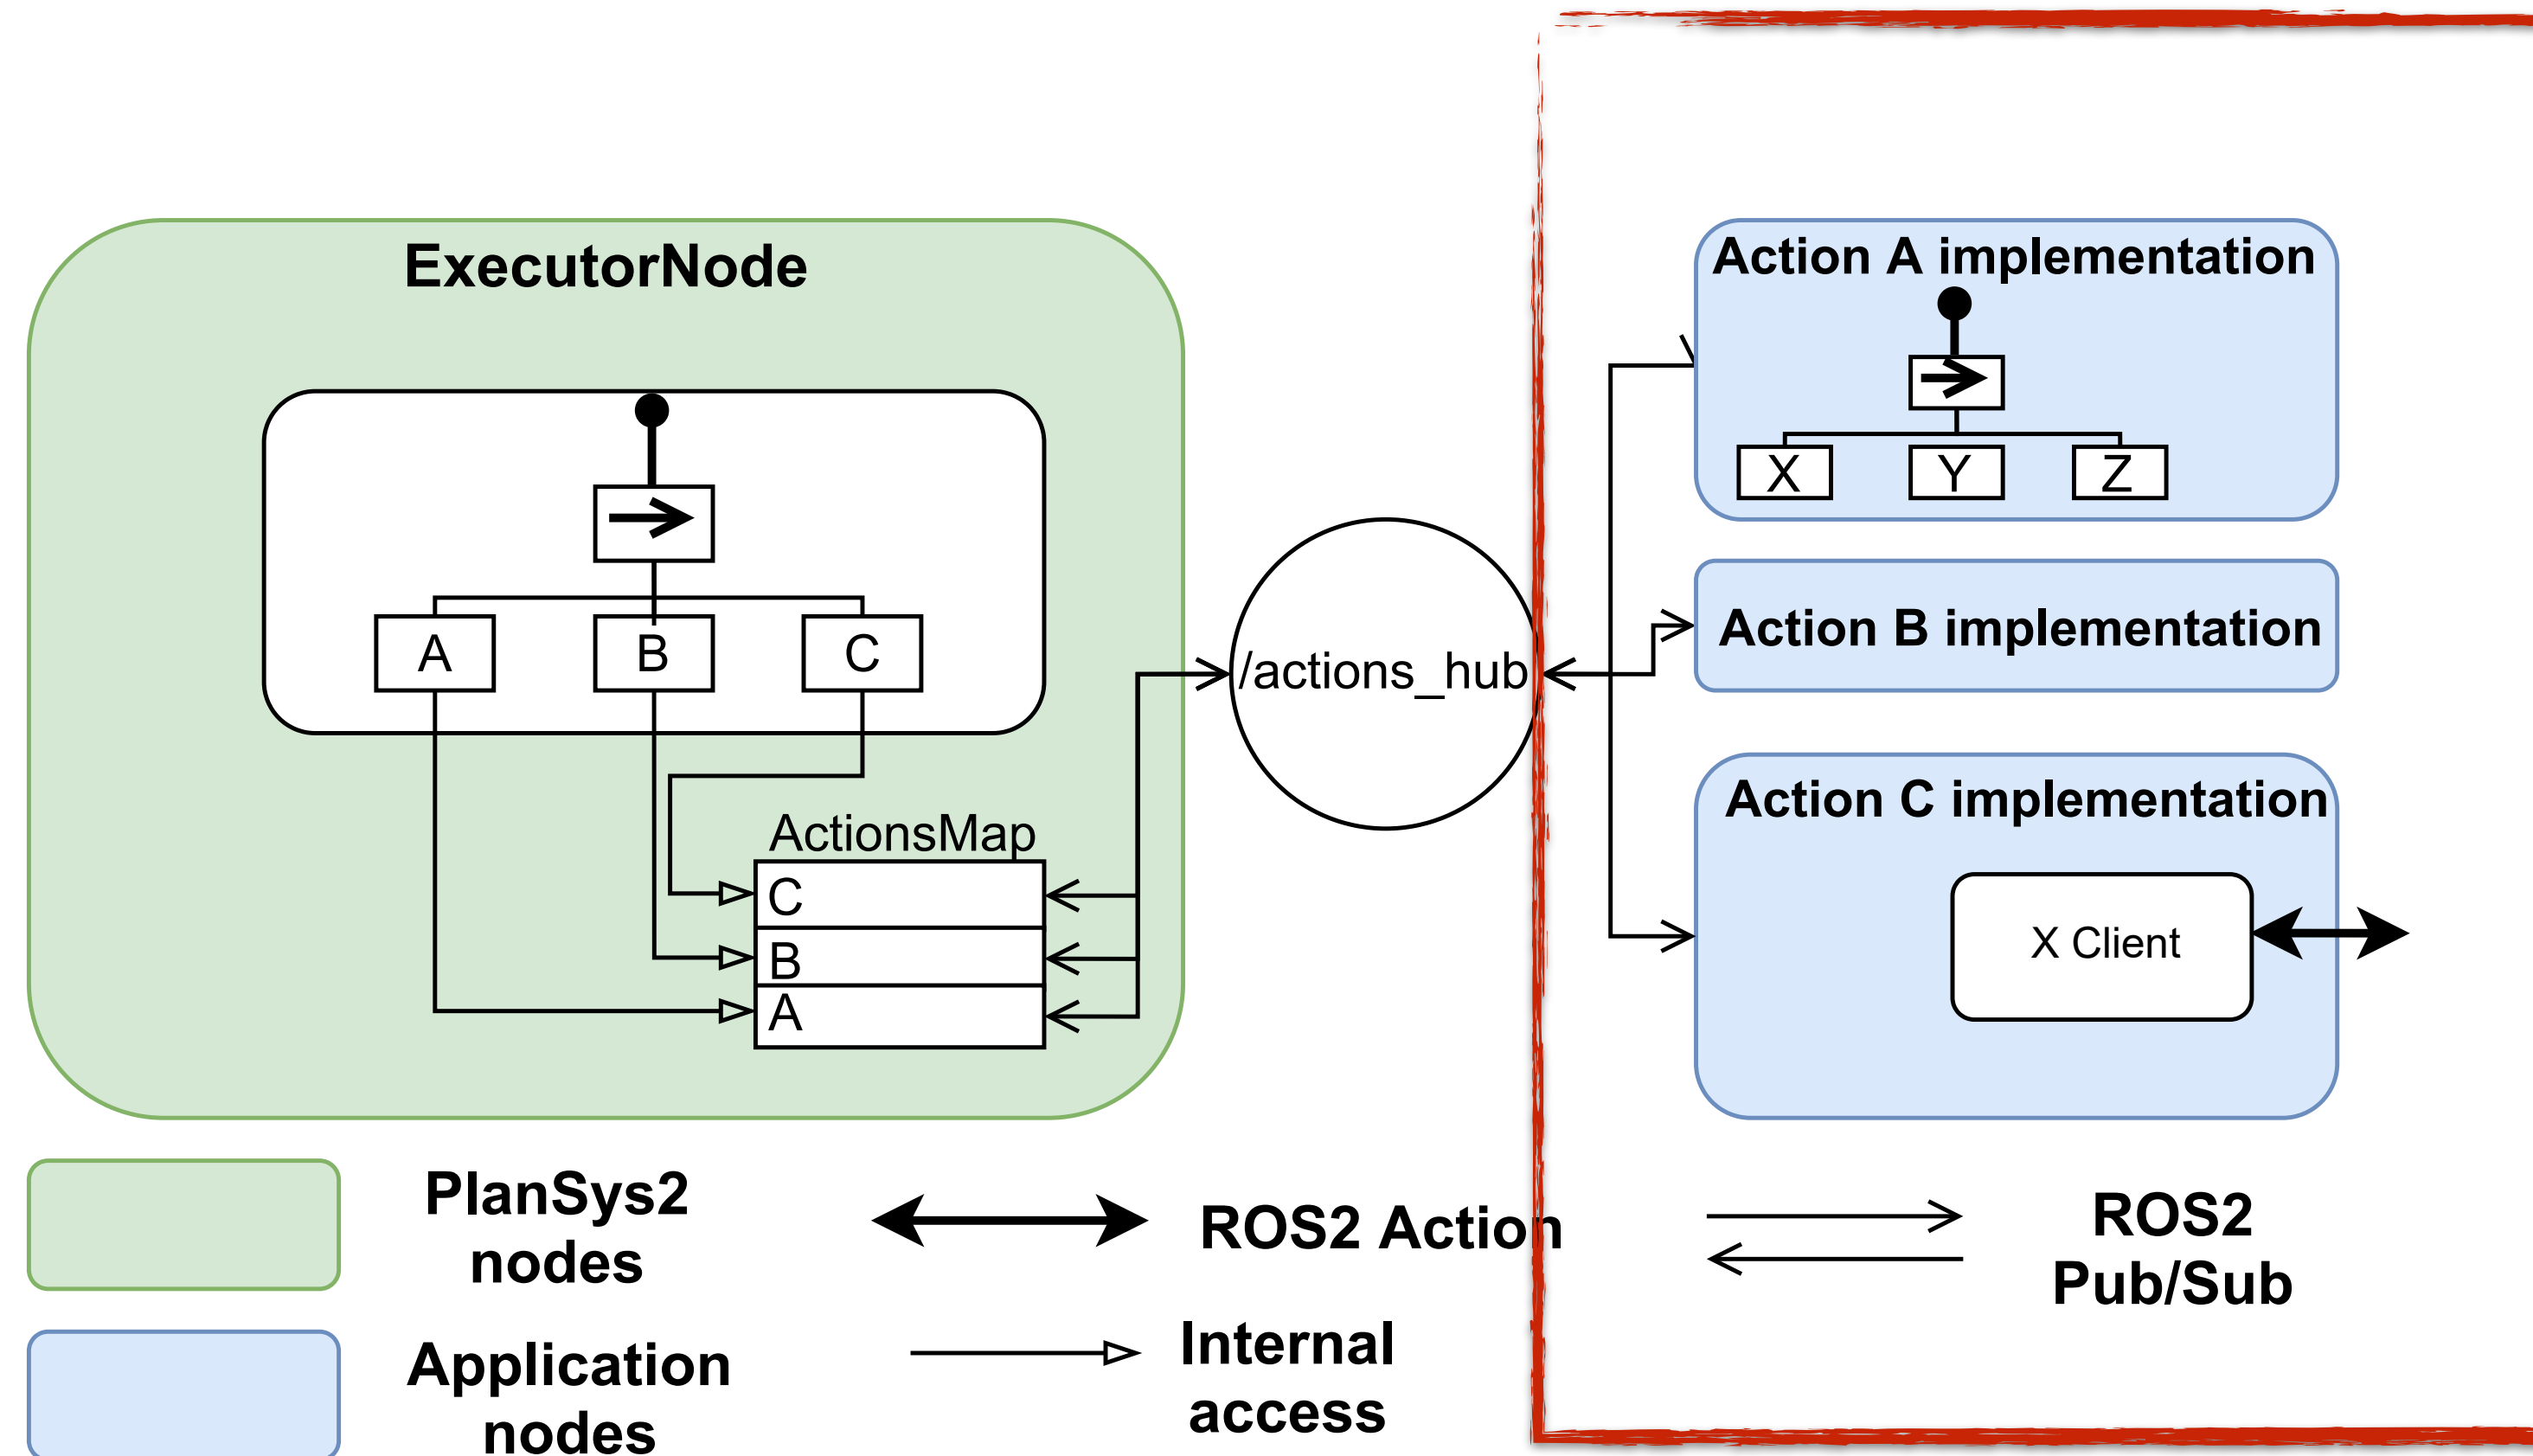 ExecutorNode
A
B
C
ActionsMap
C
B
A
/actions_hub
Action A implementation
X
Y
Z
Action B implementation
Action C implementation
X Client
PlanSys2
nodes
Application
nodes
ROS2 Action
Internal
access
ROS2
Pub/Sub